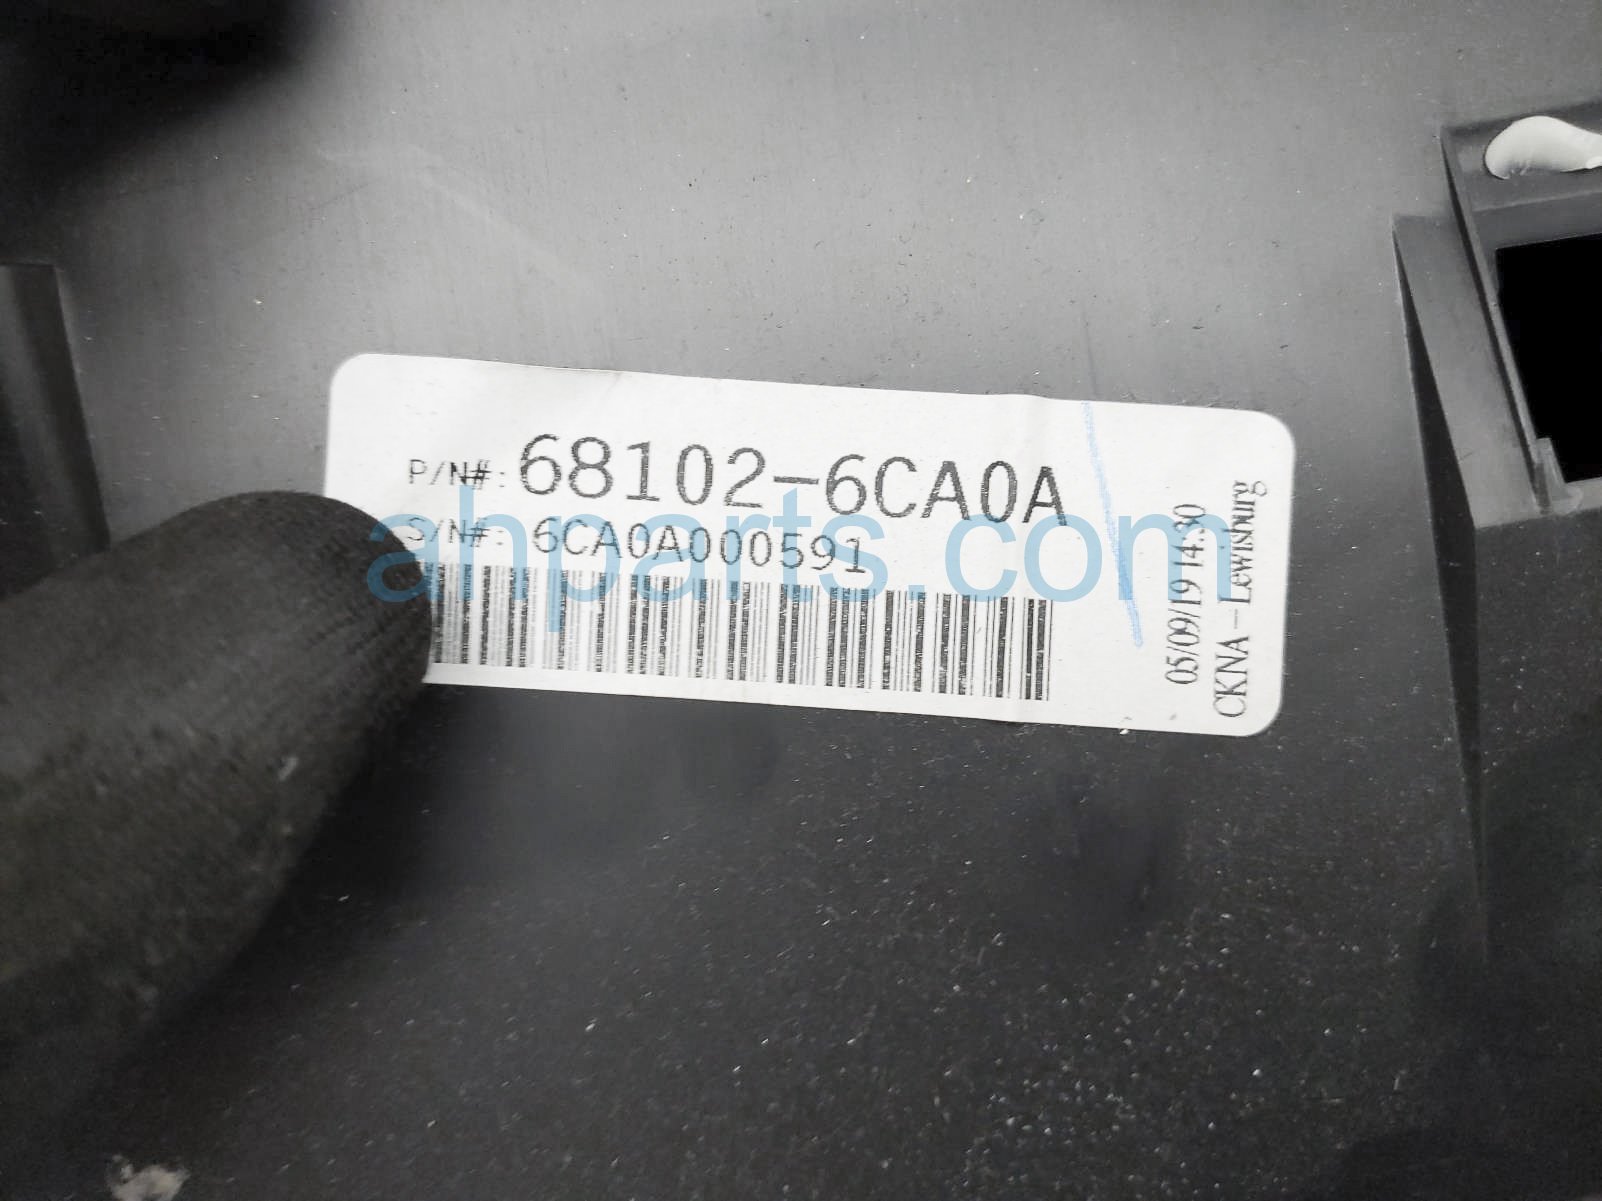 P/N#: 68102-6CA0A
S/N#: 6CA0A000591
05/09/19 14:30
CKNA - Lewisburg
ahparts.com